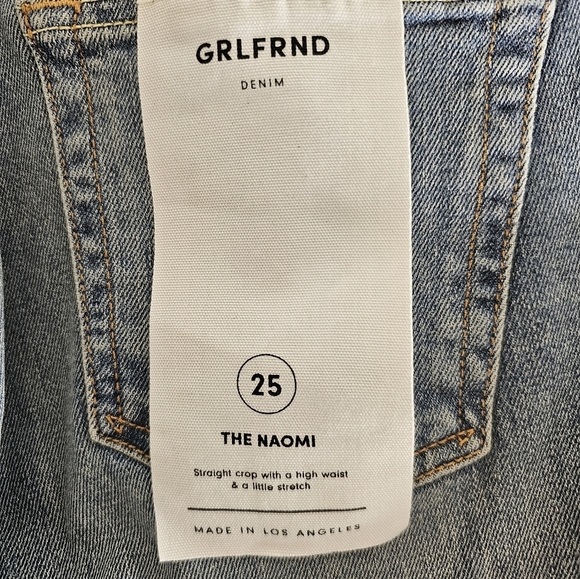 GRLFRND
DENIM
25
THE NAOMI
Straight crop with a high waist
& a little stretch
MADE IN LOS ANGELES